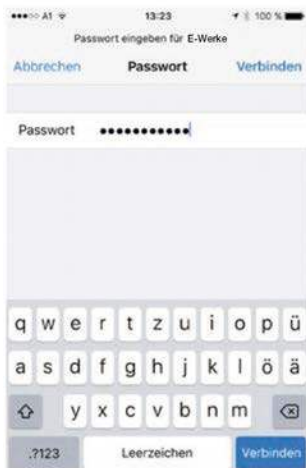 A1 13:23 100 %
Passwort eingeben für E-Werke
Abbrechen Passwort Verbinden
Passwort ●●●●●●●●●●●
q w e r t z u i o p ü
a s d f g h j k l ö ä
y x c v b n m
.?123 Leerzeichen Verbinden